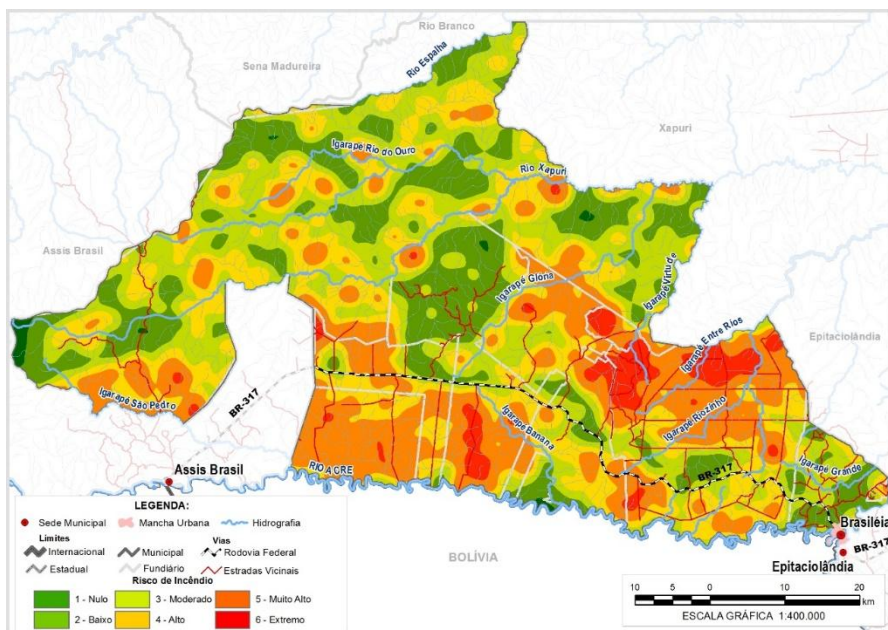 Rio Branco
Rio Espalha
Sena Madureira
Xapuri
Igarapé Rio do Ouro
Rio Xapuri
Assis Brasil
Igarapé Glona
Igarapé Virtude
Igarapé Entre Rios
Epitaciolândia
Igarapé São Pedro
BR-317
Igarapé Banana
Igarapé Riozinho
Assis Brasil
RIO ACRE
BR-317
Igarapé Grande
Brasiléia
BR-317
Epitaciolândia
BOLÍVIA
LEGENDA:
Sede Municipal
Mancha Urbana
Hidrografia
Limites
Vias
Internacional
Municipal
Rodovia Federal
Estadual
Fundiário
Estradas Vicinais
Risco de Incêndio
1 - Nulo
3 - Moderado
5 - Muito Alto
2 - Baixo
4 - Alto
6 - Extremo
10 5 0 10 20
km
ESCALA GRÁFICA 1:400.000